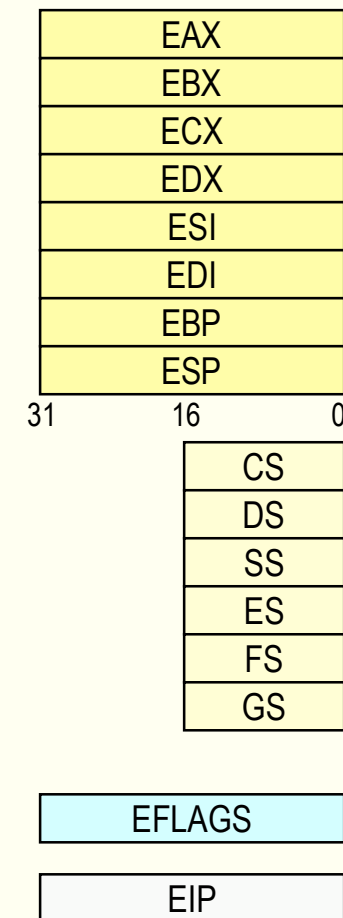 EAX
EBX
ECX
EDX
ESI
EDI
EBP
ESP
31 16 0
CS
DS
SS
ES
FS
GS
EFLAGS
EIP